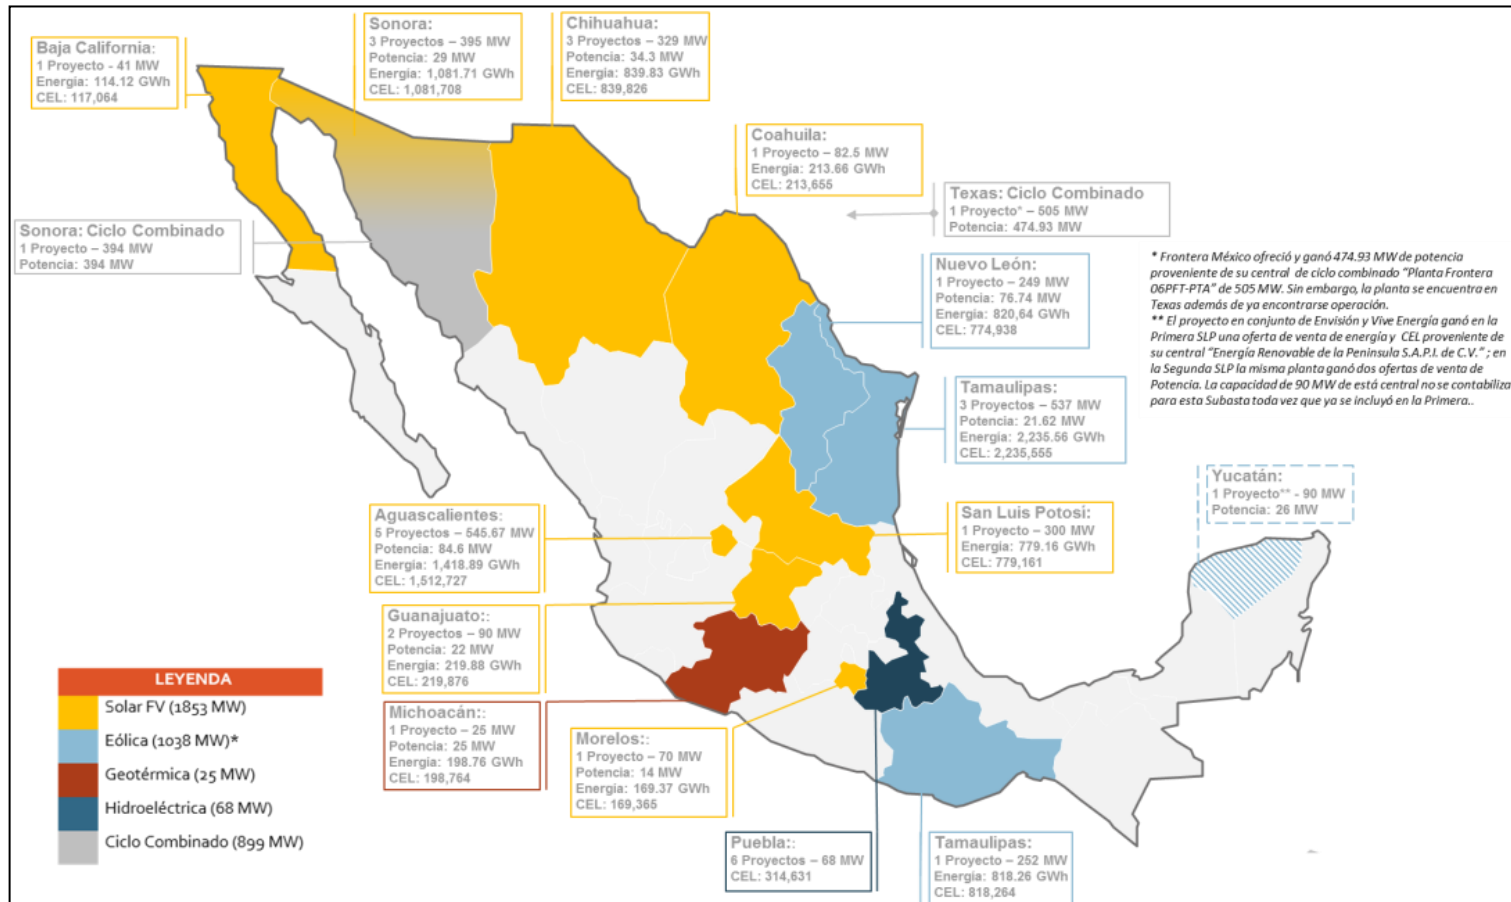 Baja California:
1 Proyecto - 41 MW
Energía: 114.12 GWh
CEL: 117,064
Sonora:
3 Proyectos – 395 MW
Potencia: 29 MW
Energía: 1,081.71 GWh
CEL: 1,081,708
Chihuahua:
3 Proyectos – 329 MW
Potencia: 34.3 MW
Energía: 839.83 GWh
CEL: 839,826
Coahuila:
1 Proyecto – 82.5 MW
Energía: 213.66 GWh
CEL: 213,655
Texas: Ciclo Combinado
1 Proyecto* – 505 MW
Potencia: 474.93 MW
Sonora: Ciclo Combinado
1 Proyecto – 394 MW
Potencia: 394 MW
Nuevo León:
1 Proyecto – 249 MW
Potencia: 76.74 MW
Energía: 820,64 GWh
CEL: 774,938
* Frontera México ofreció y ganó 474.93 MW de potencia
proveniente de su central de ciclo combinado "Planta Frontera
06PFT-PTA" de 505 MW. Sin embargo, la planta se encuentra en
Texas además de ya encontrarse operación.
** El proyecto en conjunto de Envisión y Vive Energía ganó en la
Primera SLP una oferta de venta de energía y CEL proveniente de
su central "Energía Renovable de la Peninsula S.A.P.I. de C.V." ; en
la Segunda SLP la misma planta ganó dos ofertas de venta de
Potencia. La capacidad de 90 MW de está central no se contabiliza
para esta Subasta toda vez que ya se incluyó en la Primera..
Tamaulipas:
3 Proyectos – 537 MW
Potencia: 21.62 MW
Energía: 2,235.56 GWh
CEL: 2,235,555
Yucatán:
1 Proyecto** - 90 MW
Potencia: 26 MW
Aguascalientes:
5 Proyectos – 545.67 MW
Potencia: 84.6 MW
Energía: 1,418.89 GWh
CEL: 1,512,727
San Luis Potosi:
1 Proyecto – 300 MW
Energía: 779.16 GWh
CEL: 779,161
Guanajuato::
2 Proyectos – 90 MW
Potencia: 22 MW
Energía: 219.88 GWh
CEL: 219,876
Michoacán::
1 Proyecto – 25 MW
Potencia: 25 MW
Energía: 198.76 GWh
CEL: 198,764
Morelos::
1 Proyecto – 70 MW
Potencia: 14 MW
Energía: 169.37 GWh
CEL: 169,365
Puebla::
6 Proyectos – 68 MW
CEL: 314,631
Tamaulipas:
1 Proyecto – 252 MW
Energía: 818.26 GWh
CEL: 818,264
LEYENDA
Solar FV (1853 MW)
Eólica (1038 MW)*
Geotérmica (25 MW)
Hidroeléctrica (68 MW)
Ciclo Combinado (899 MW)